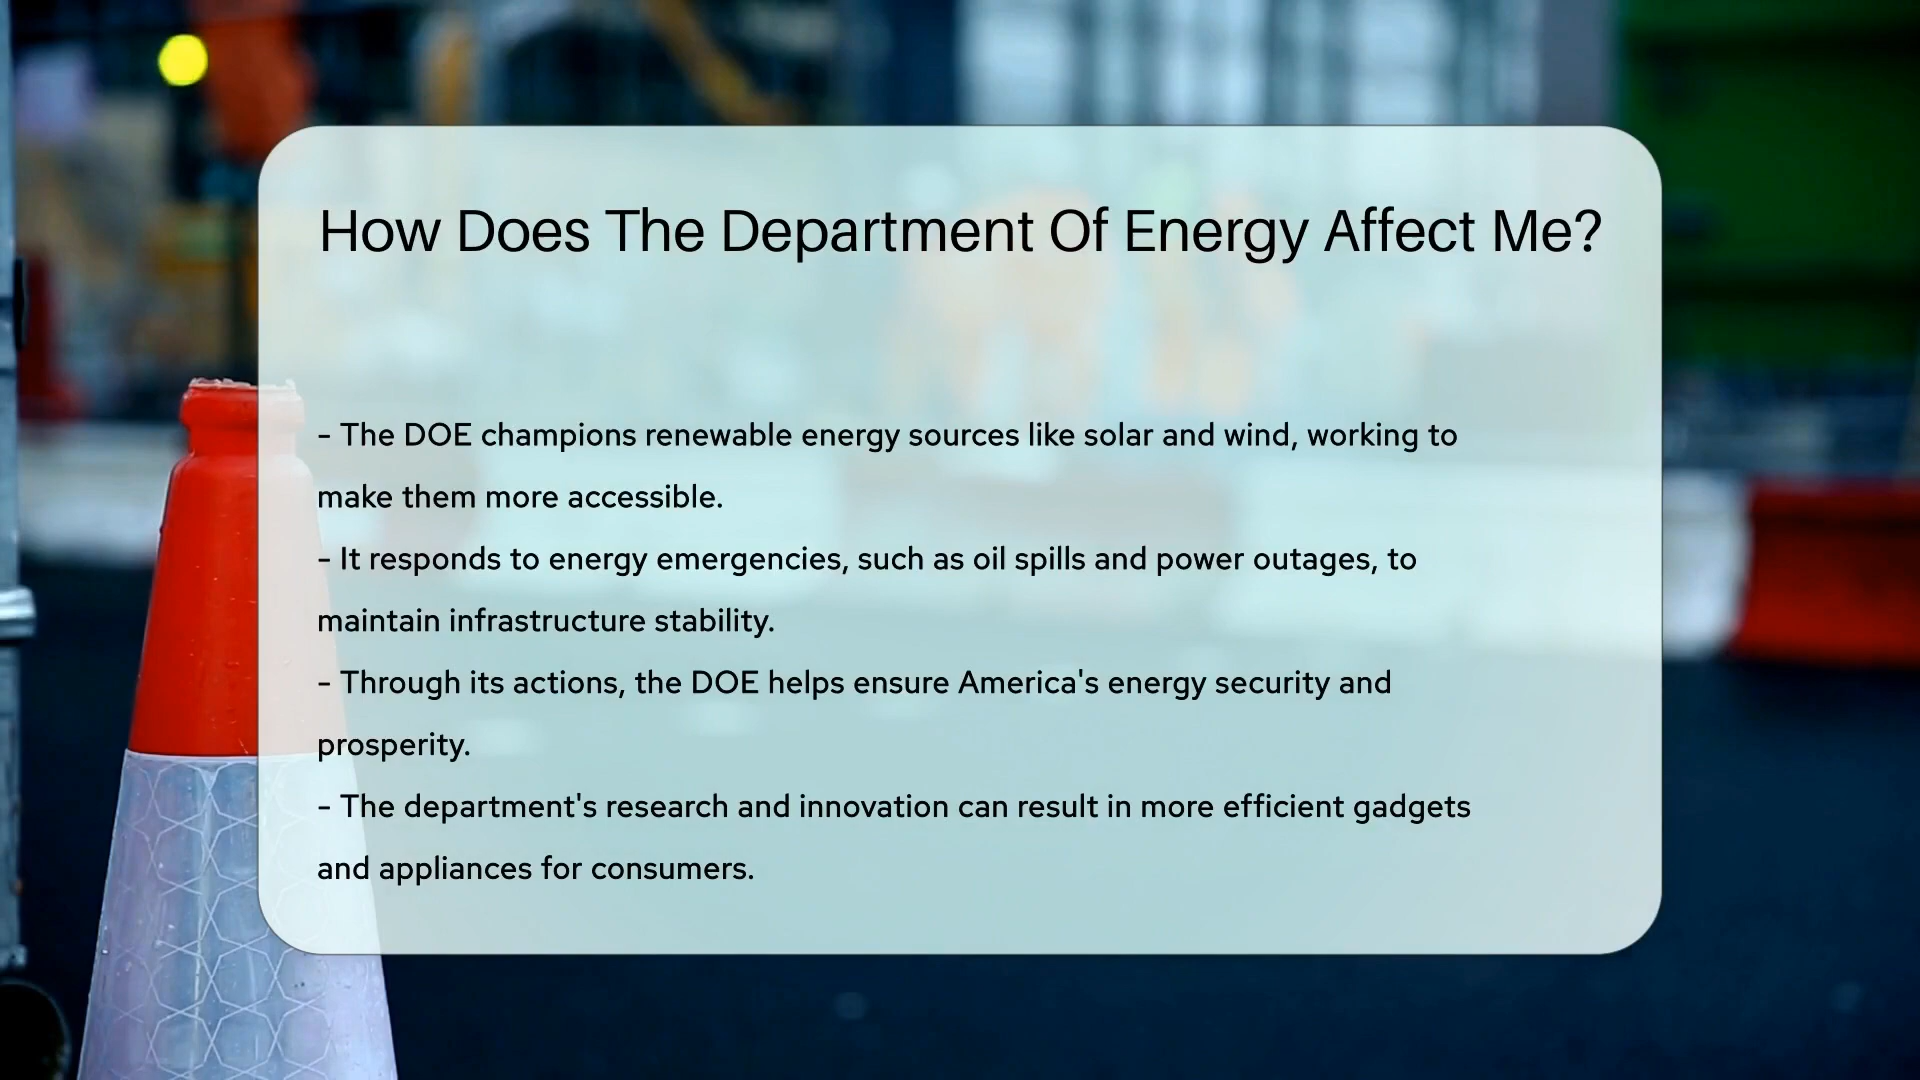 How Does The Department Of Energy Affect Me?
- The DOE champions renewable energy sources like solar and wind, working to
make them more accessible.
- It responds to energy emergencies, such as oil spills and power outages, to
maintain infrastructure stability.
- Through its actions, the DOE helps ensure America's energy security and
prosperity.
- The department's research and innovation can result in more efficient gadgets
and appliances for consumers.